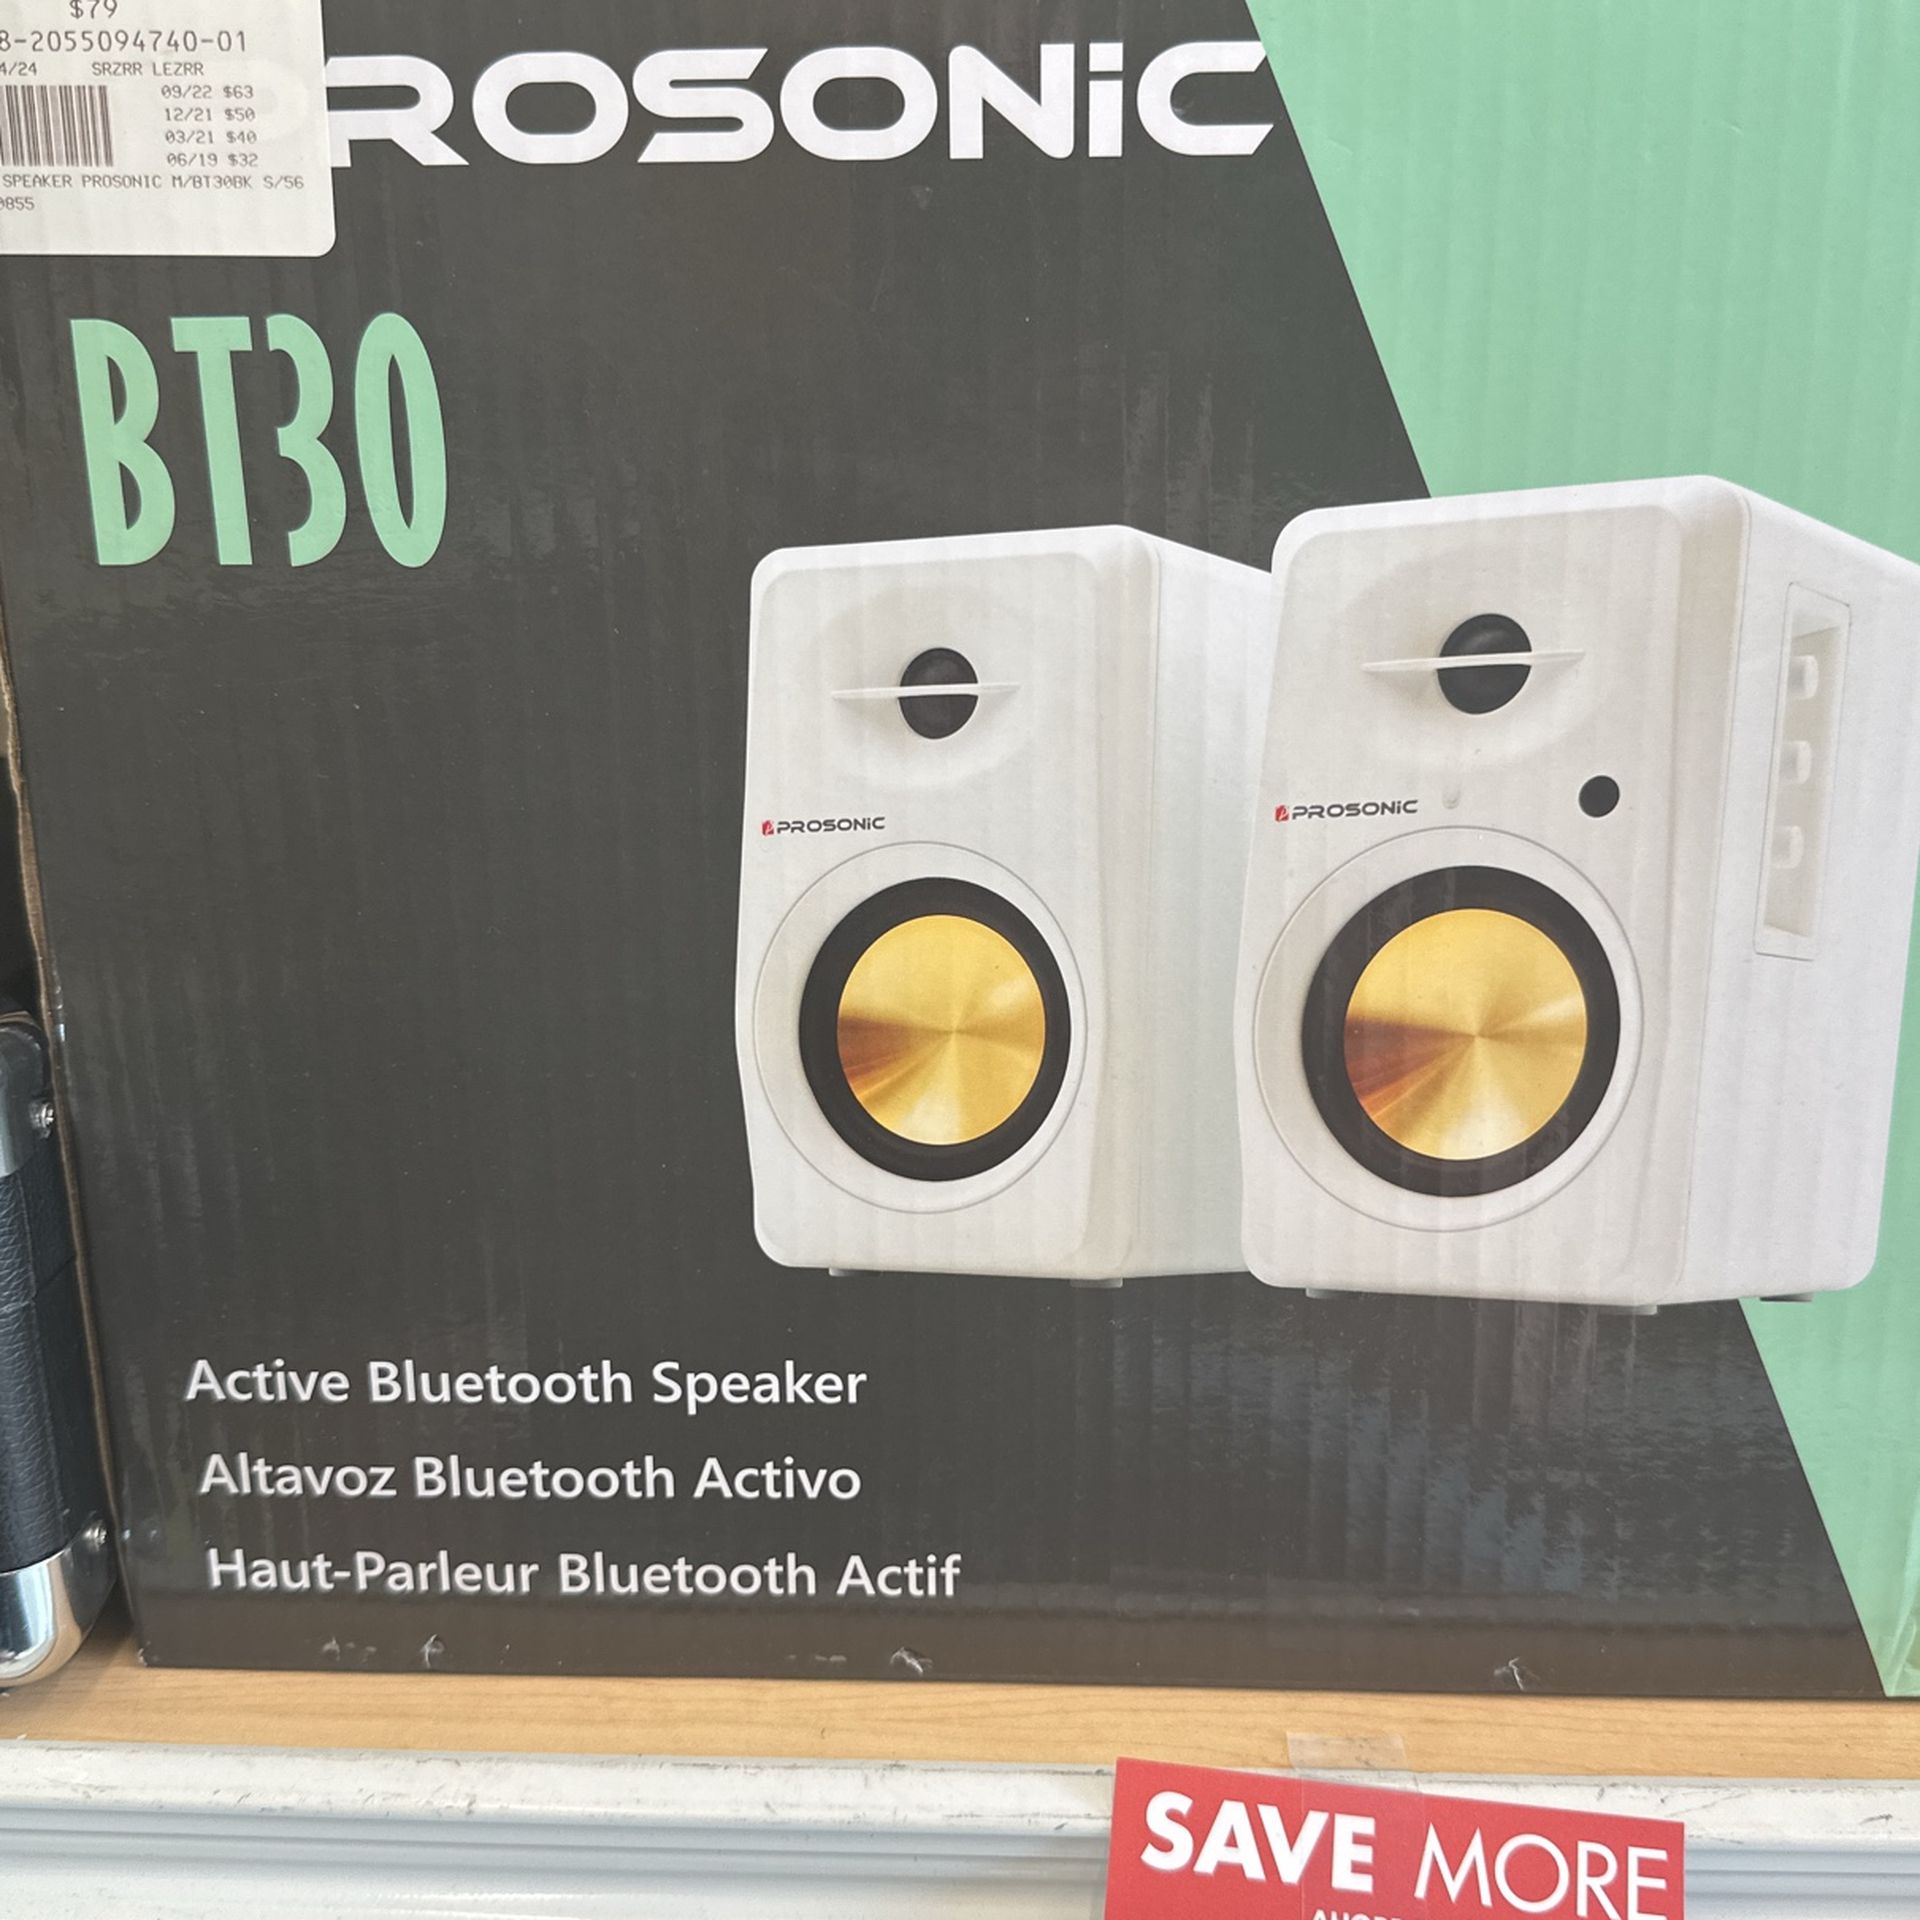 $79
8-2055094740-01
4/24 SRZRR LEZRR
09/22 $63
12/21 $50
03/21 $40
06/19 $32
SPEAKER PROSONIC M/BT30BK S/56
0855
ROSONiC
BT30
PROSONiC
PROSONiC
Active Bluetooth Speaker
Altavoz Bluetooth Activo
Haut-Parleur Bluetooth Actif
SAVE MORE